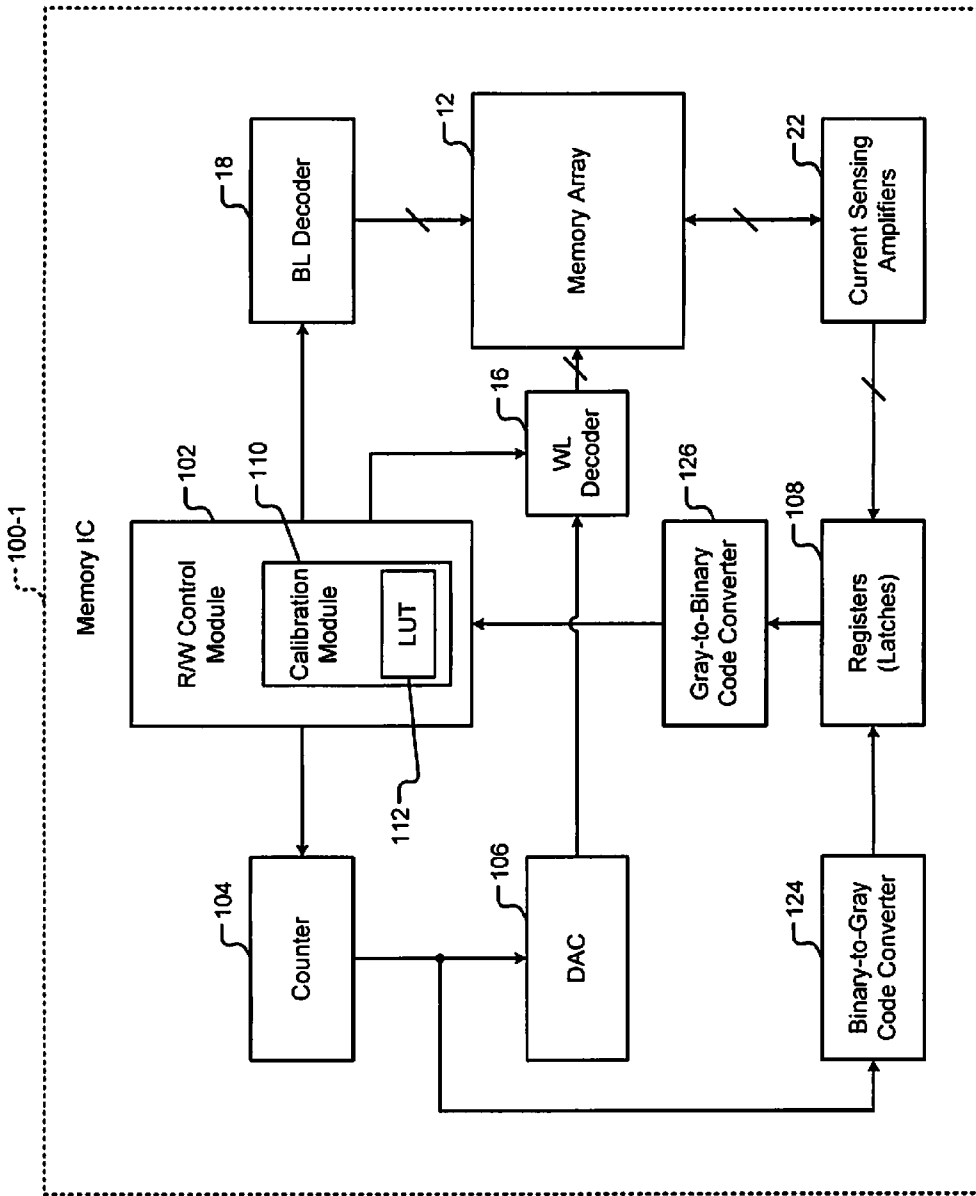 100-1
Memory IC
18
BL Decoder
12
Memory Array
22
Current Sensing
Amplifiers
102
R/W Control
Module
110
Calibration
Module
LUT
112
16
WL
Decoder
126
Gray-to-Binary
Code Converter
108
Registers
(Latches)
104
Counter
106
DAC
124
Binary-to-Gray
Code Converter